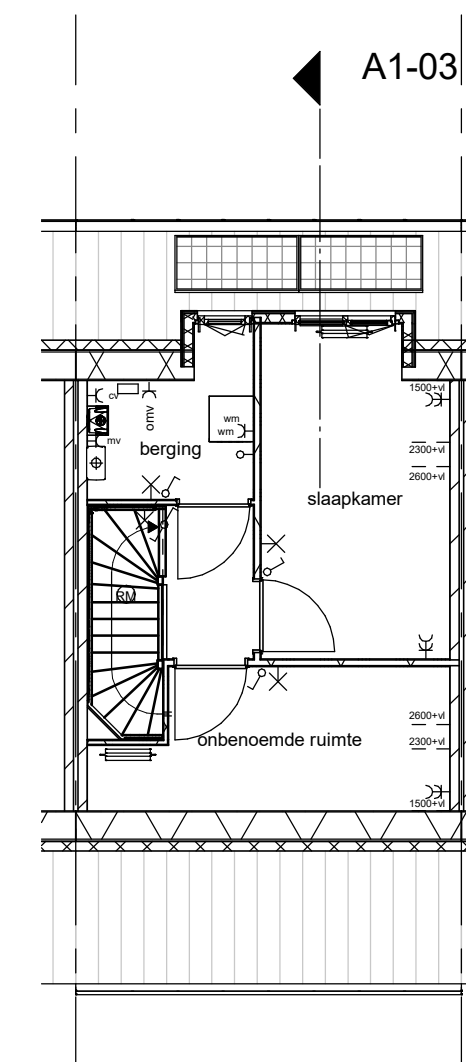 A1-03
1500+vl
cv
omv
wm
wm
mv
berging
2300+vl
2600+vl
slaapkamer
RM
2600+vl
onbenoemde ruimte
2300+vl
1500+vl